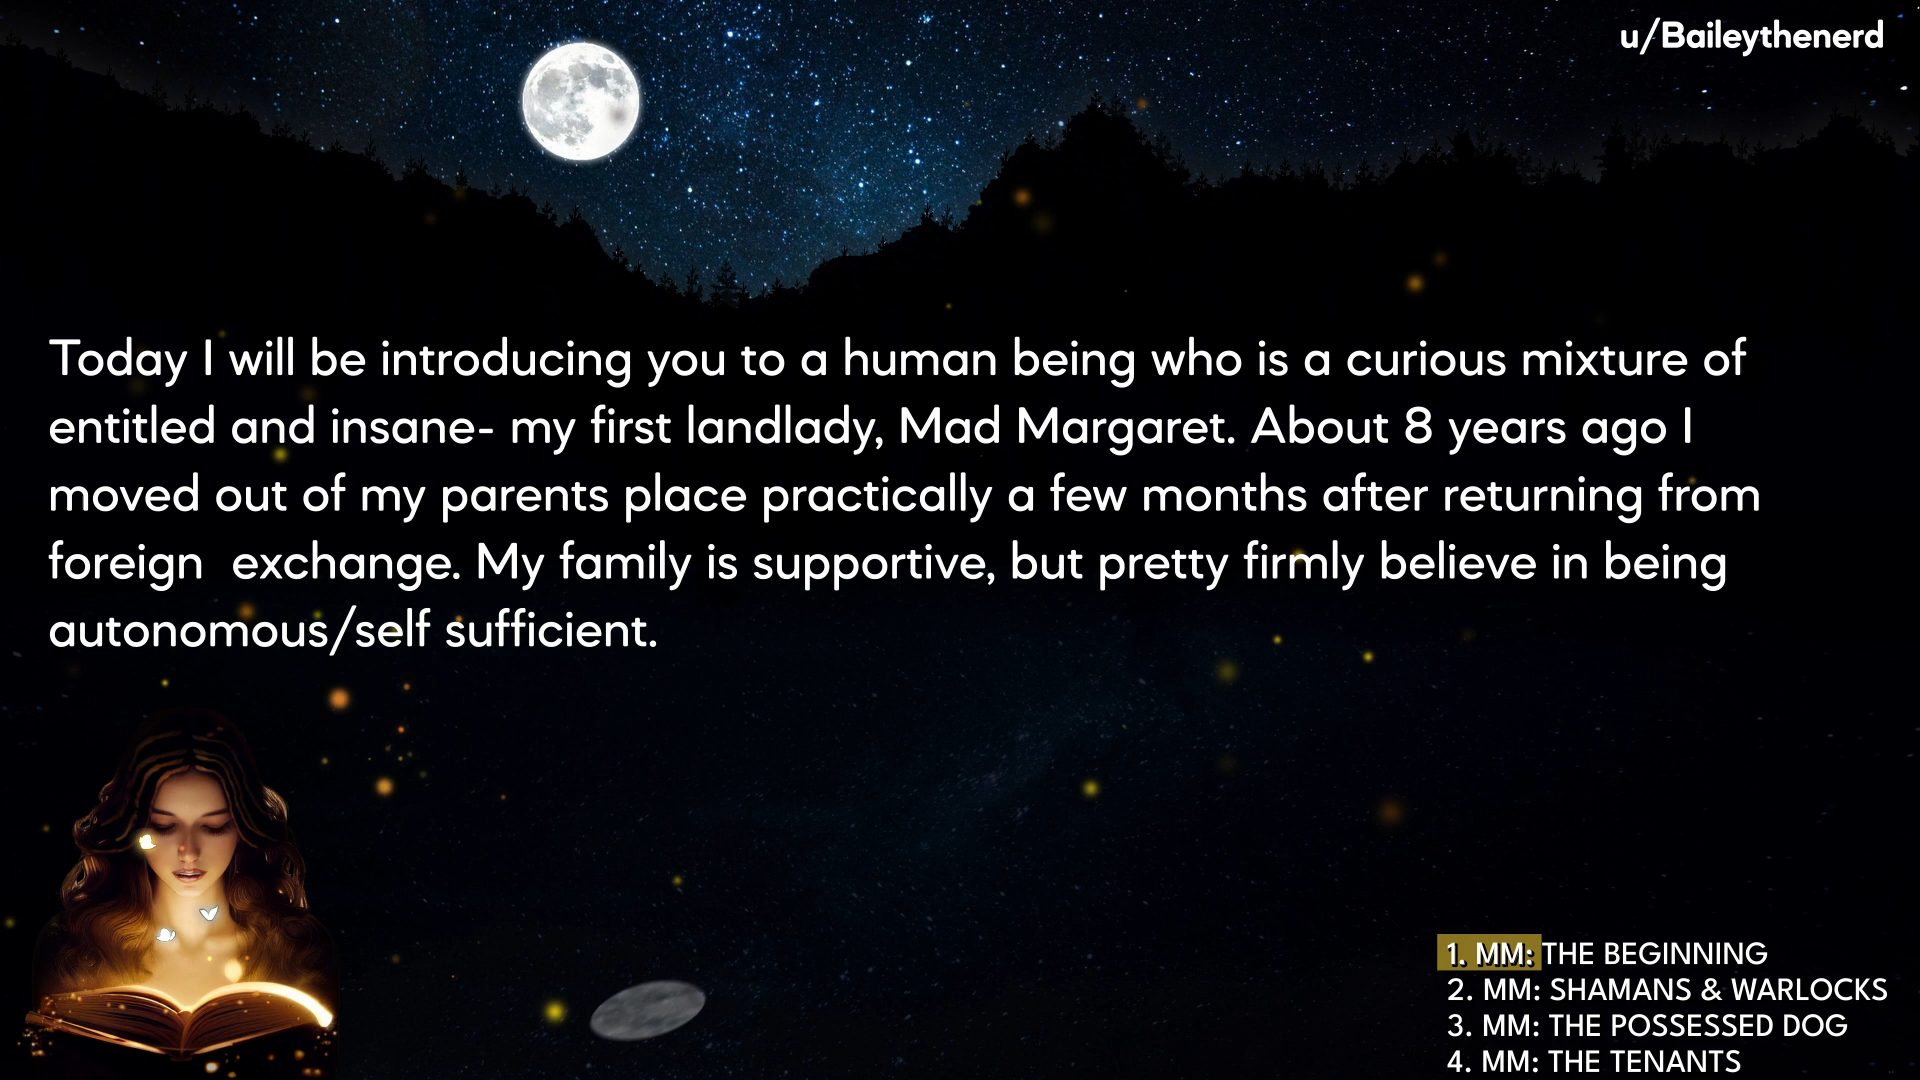 u/Baileythenerd
Today I will be introducing you to a human being who is a curious mixture of
entitled and insane- my first landlady, Mad Margaret. About 8 years ago I
moved out of my parents place practically a few months after returning from
foreign  exchange. My family is supportive, but pretty firmly believe in being
autonomous/self sufficient.
1. MM: THE BEGINNING
2. MM: SHAMANS & WARLOCKS
3. MM: THE POSSESSED DOG
4. MM: THE TENANTS